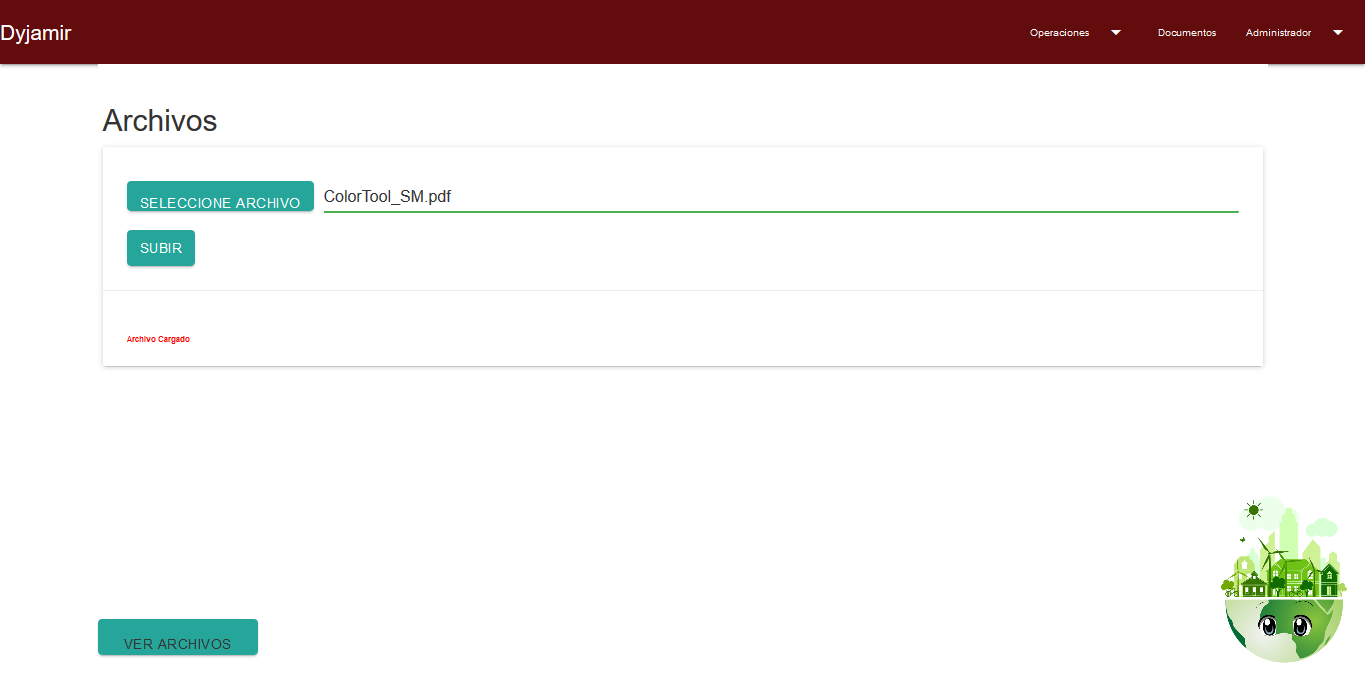 Dyjamir
Operaciones
Documentos
Administrador
Archivos
SELECCIONE ARCHIVO
ColorTool_SM.pdf
SUBIR
Archivo Cargado
VER ARCHIVOS